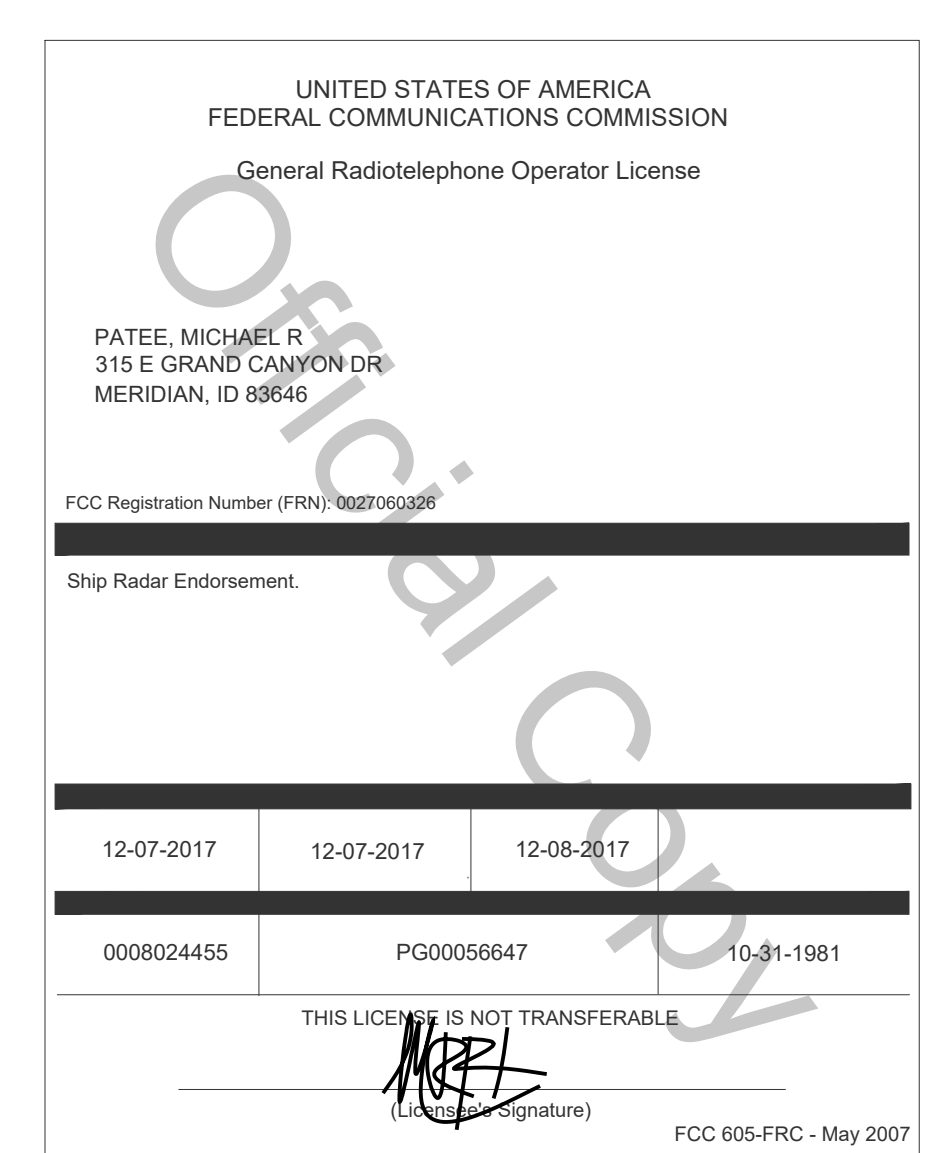 UNITED STATES OF AMERICA
FEDERAL COMMUNICATIONS COMMISSION
General Radiotelephone Operator License
PATEE, MICHAEL R
315 E GRAND CANYON DR
MERIDIAN, ID 83646
FCC Registration Number (FRN): 0027060326
Ship Radar Endorsement.
12-07-2017 12-07-2017 12-08-2017
0008024455 PG00056647 10-31-1981
THIS LICENSE IS NOT TRANSFERABLE
(Licensee's Signature)
FCC 605-FRC - May 2007
Official Copy